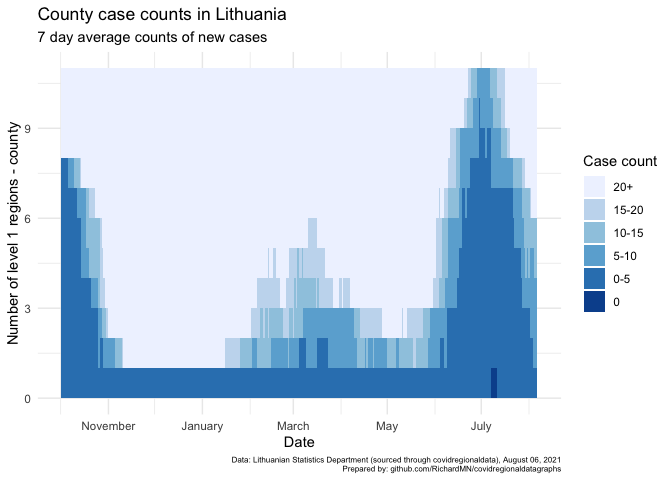 County case counts in Lithuania
7 day average counts of new cases
Number of level 1 regions - county
9
6
3
0
November
January
March
May
July
Date
Case count
20+
15-20
10-15
5-10
0-5
0
Data: Lithuanian Statistics Department (sourced through covidregionaldata), August 06, 2021
Prepared by: github.com/RichardMN/covidregionaldatagraphs